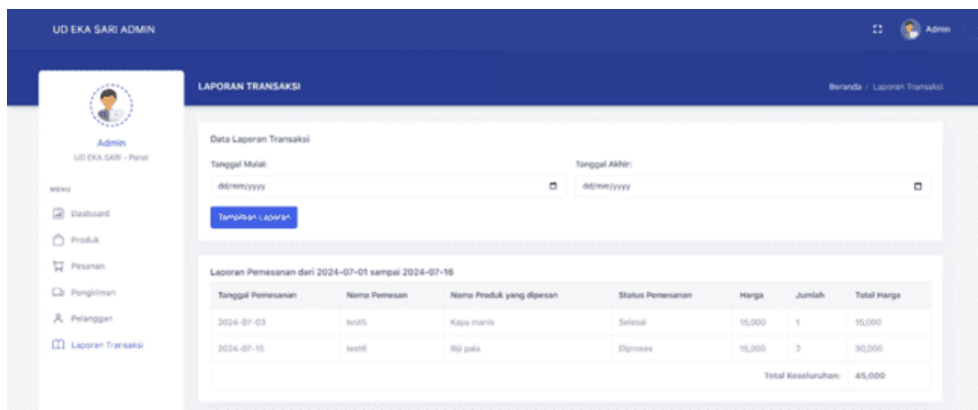 UD EKA SARI ADMIN
Admin
LAPORAN TRANSAKSI
Beranda / Laporan Transaksi
Admin
UD EKA SARI - Panel
MENU
Dasboard
Produk
Pesanan
Pengiriman
Pelanggan
Laporan Transaksi
Data Laporan Transaksi
Tanggal Mulai: Tanggal Akhir:
dd/mm/yyyy dd/mm/yyyy
Tampilkan Laporan
Laporan Pemesanan dari 2024-07-01 sampai 2024-07-16
Tanggal Pemesanan Nama Pemesan Nama Produk yang dipesan Status Pemesanan Harga Jumlah Total Harga
2024-07-03 test5 Kayu manis Selesai 15,000 1 15,000
2024-07-15 test6 Biji pala Diproses 15,000 2 30,000
Total Keseluruhan: 45,000